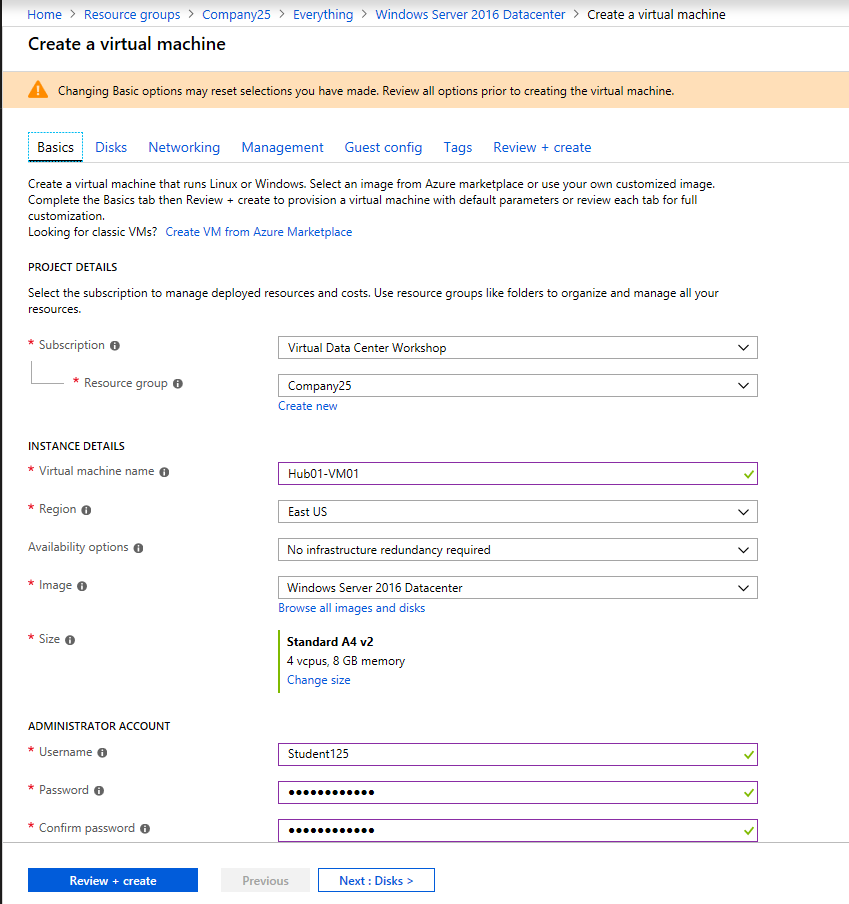 Home > Resource groups > Company25 > Everything > Windows Server 2016 Datacenter > Create a virtual machine
Create a virtual machine
Changing Basic options may reset selections you have made. Review all options prior to creating the virtual machine.
Basics Disks Networking Management Guest config Tags Review + create
Create a virtual machine that runs Linux or Windows. Select an image from Azure marketplace or use your own customized image.
Complete the Basics tab then Review + create to provision a virtual machine with default parameters or review each tab for full
customization.
Looking for classic VMs? Create VM from Azure Marketplace
PROJECT DETAILS
Select the subscription to manage deployed resources and costs. Use resource groups like folders to organize and manage all your
resources.
* Subscription Virtual Data Center Workshop
* Resource group Company25
Create new
INSTANCE DETAILS
* Virtual machine name Hub01-VM01
* Region East US
Availability options No infrastructure redundancy required
* Image Windows Server 2016 Datacenter
Browse all images and disks
* Size Standard A4 v2
4 vcpus, 8 GB memory
Change size
ADMINISTRATOR ACCOUNT
* Username Student125
* Password ••••••••••••
* Confirm password ••••••••••••
Review + create Previous Next : Disks >